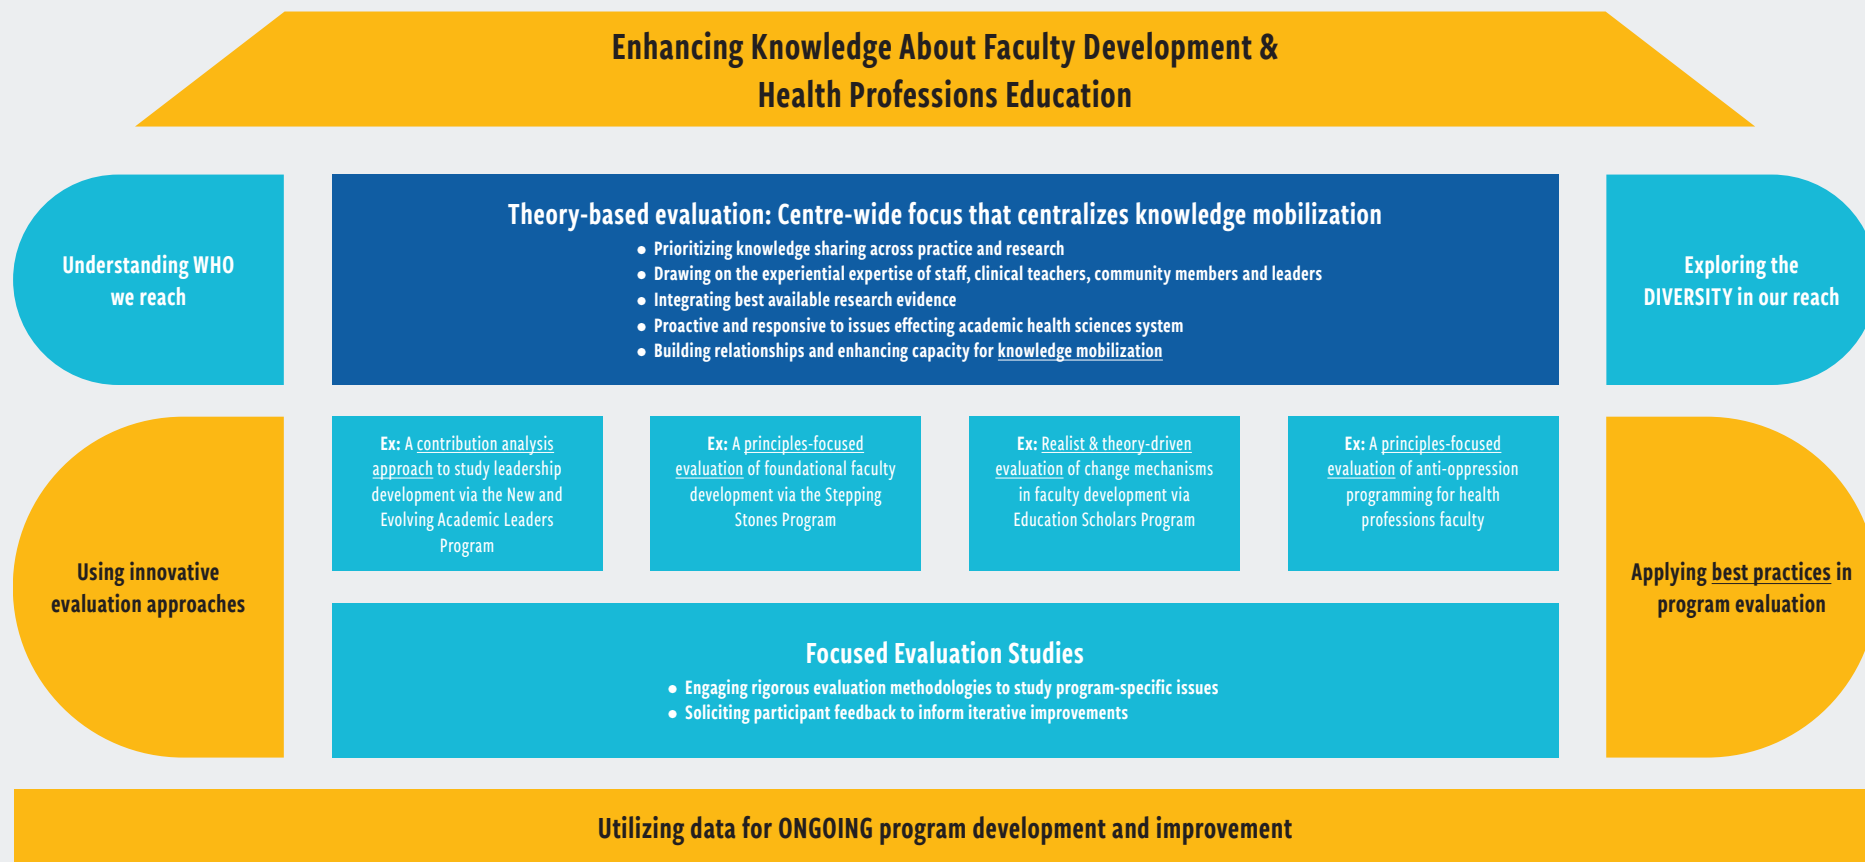 Enhancing Knowledge About Faculty Development &
Health Professions Education
Understanding WHO
we reach
Theory-based evaluation: Centre-wide focus that centralizes knowledge mobilization
● Prioritizing knowledge sharing across practice and research
● Drawing on the experiential expertise of staff, clinical teachers, community members and leaders
● Integrating best available research evidence
● Proactive and responsive to issues effecting academic health sciences system
● Building relationships and enhancing capacity for knowledge mobilization
Exploring the
DIVERSITY in our reach
Using innovative
evaluation approaches
Ex: A contribution analysis
approach to study leadership
development via the New and
Evolving Academic Leaders
Program
Ex: A principles-focused
evaluation of foundational faculty
development via the Stepping
Stones Program
Ex: Realist & theory-driven
evaluation of change mechanisms
in faculty development via
Education Scholars Program
Ex: A principles-focused
evaluation of anti-oppression
programming for health
professions faculty
Applying best practices in
program evaluation
Focused Evaluation Studies
● Engaging rigorous evaluation methodologies to study program-specific issues
● Soliciting participant feedback to inform iterative improvements
Utilizing data for ONGOING program development and improvement